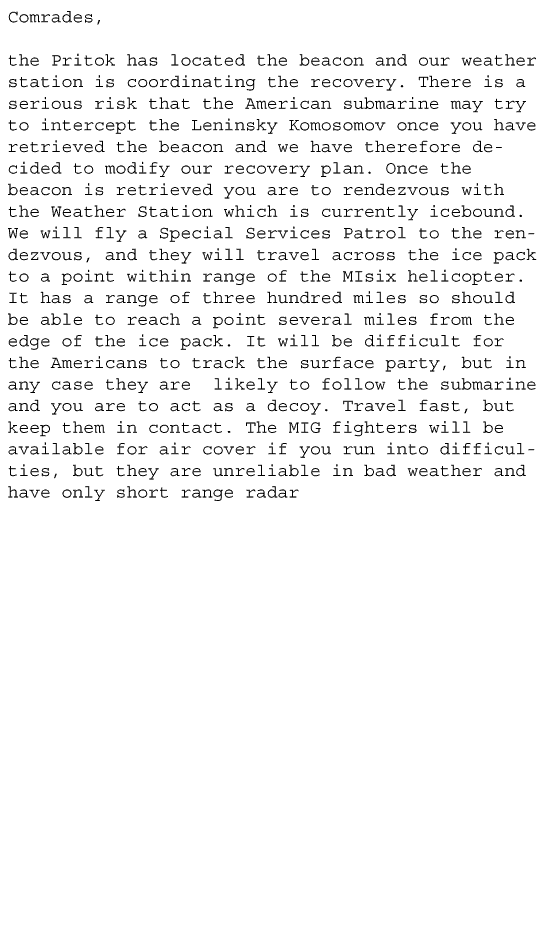 Comrades,
the Pritok has located the beacon and our weather
station is coordinating the recovery. There is a
serious risk that the American submarine may try
to intercept the Leninsky Komosomov once you have
retrieved the beacon and we have therefore de-
cided to modify our recovery plan. Once the
beacon is retrieved you are to rendezvous with
the Weather Station which is currently icebound.
We will fly a Special Services Patrol to the ren-
dezvous, and they will travel across the ice pack
to a point within range of the MIsix helicopter.
It has a range of three hundred miles so should
be able to reach a point several miles from the
edge of the ice pack. It will be difficult for
the Americans to track the surface party, but in
any case they are  likely to follow the submarine
and you are to act as a decoy. Travel fast, but
keep them in contact. The MIG fighters will be
available for air cover if you run into difficul-
ties, but they are unreliable in bad weather and
have only short range radar